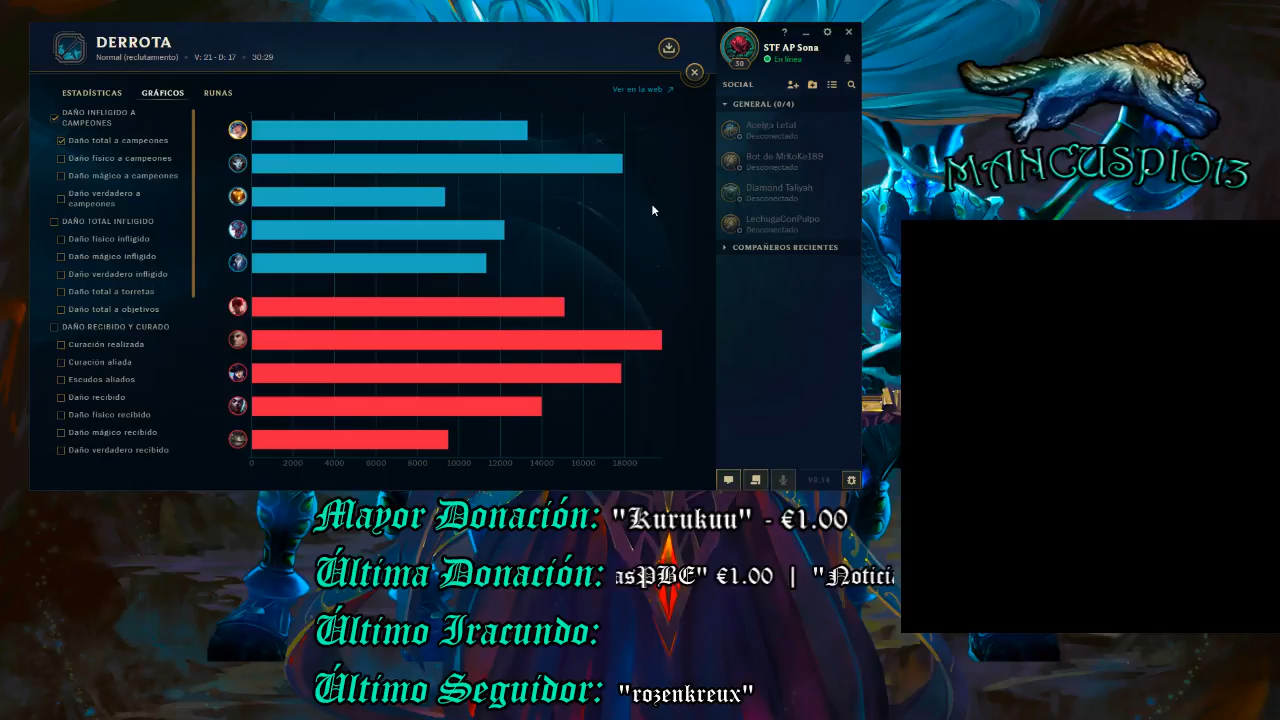 DERROTA
Normal (reclutamiento) • V: 21 - D: 17 • 30:29
ESTADÍSTICAS GRÁFICOS RUNAS
Ver en la web
DAÑO INFLIGIDO A
CAMPEONES
Daño total a campeones
Daño físico a campeones
Daño mágico a campeones
Daño verdadero a
campeones
DAÑO TOTAL INFLIGIDO
Daño físico infligido
Daño mágico infligido
Daño verdadero infligido
Daño total a torretas
Daño total a objetivos
DAÑO RECIBIDO Y CURADO
Curación realizada
Curación aliada
Escudos aliados
Daño recibido
Daño físico recibido
Daño mágico recibido
Daño verdadero recibido
0 2000 4000 6000 8000 10000 12000 14000 16000 18000
30
STF AP Sona
En línea
SOCIAL
GENERAL (0/4)
Acelga Letal
Desconectado
Bot de MrKoKe189
Desconectado
Diamond Taliyah
Desconectado
LechugaConPulpo
Desconectado
COMPAÑEROS RECIENTES
V8.14
MANCUSPIO13
Mayor Donación: "Kurukuu" - €1.00
Última Donación: asPBE" €1.00 | "Noticia
Último Iracundo:
Último Seguidor: "rozenkreux"